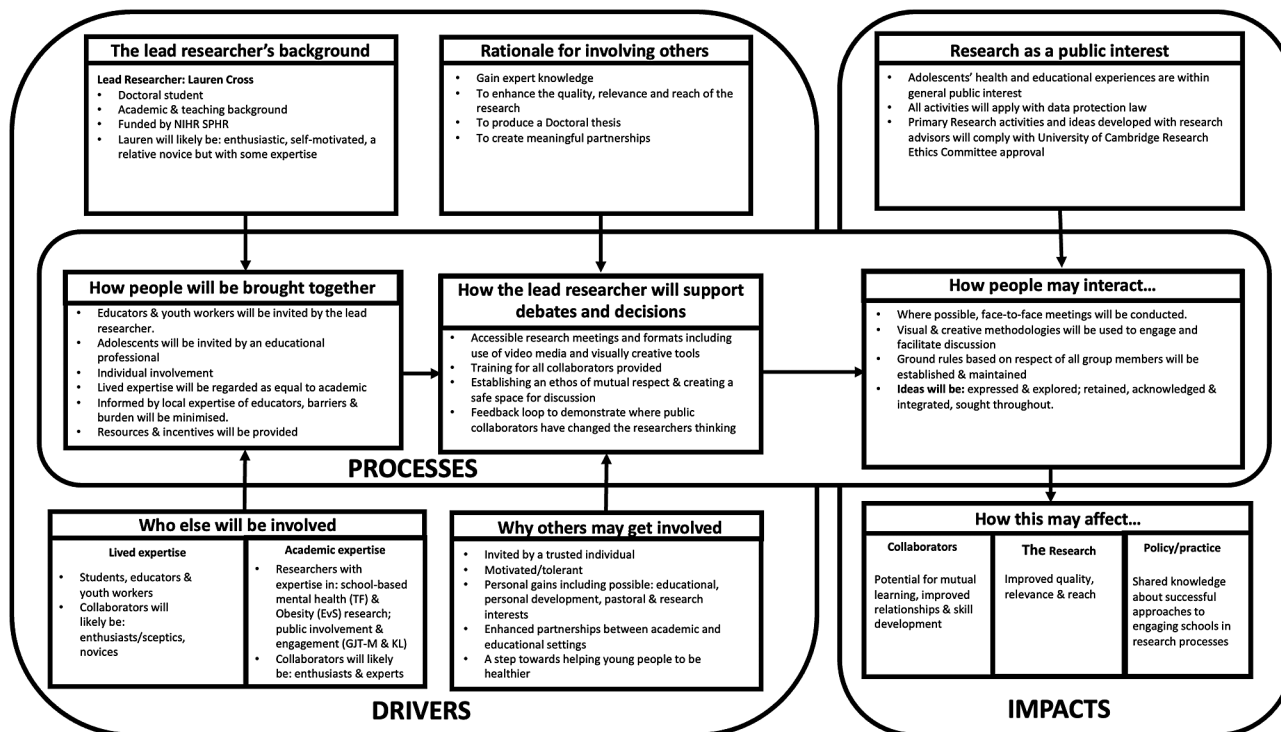 The lead researcher's background
Lead Researcher: Lauren Cross
• Doctoral student
• Academic & teaching background
• Funded by NIHR SPHR
• Lauren will likely be: enthusiastic, self-motivated, a
relative novice but with some expertise
Rationale for involving others
• Gain expert knowledge
• To enhance the quality, relevance and reach of the
research
• To produce a Doctoral thesis
• To create meaningful partnerships
Research as a public interest
• Adolescents' health and educational experiences are within
general public interest
• All activities will apply with data protection law
• Primary Research activities and ideas developed with research
advisors will comply with University of Cambridge Research
Ethics Committee approval
How people will be brought together
• Educators & youth workers will be invited by the lead
researcher.
• Adolescents will be invited by an educational
professional
• Individual involvement
• Lived expertise will be regarded as equal to academic
• Informed by local expertise of educators, barriers &
burden will be minimised.
• Resources & incentives will be provided
How the lead researcher will support
debates and decisions
• Accessible research meetings and formats including
use of video media and visually creative tools
• Training for all collaborators provided
• Establishing an ethos of mutual respect & creating a
safe space for discussion
• Feedback loop to demonstrate where public
collaborators have changed the researchers thinking
How people may interact...
• Where possible, face-to-face meetings will be conducted.
• Visual & creative methodologies will be used to engage and
facilitate discussion
• Ground rules based on respect of all group members will be
established & maintained
• Ideas will be: expressed & explored; retained, acknowledged &
integrated, sought throughout.
PROCESSES
Who else will be involved
Lived expertise
• Students, educators &
youth workers
• Collaborators will
likely be:
enthusiasts/sceptics,
novices
Academic expertise
• Researchers with
expertise in: school-based
mental health (TF) &
Obesity (EvS) research;
public involvement &
engagement (GJT-M & KL)
• Collaborators will likely
be: enthusiasts & experts
Why others may get involved
• Invited by a trusted individual
• Motivated/tolerant
• Personal gains including possible: educational,
personal development, pastoral & research
interests
• Enhanced partnerships between academic and
educational settings
• A step towards helping young people to be
healthier
How this may affect...
Collaborators
Potential for mutual
learning, improved
relationships & skill
development
The Research
Improved quality,
relevance & reach
Policy/practice
Shared knowledge
about successful
approaches to
engaging schools in
research processes
DRIVERS
IMPACTS